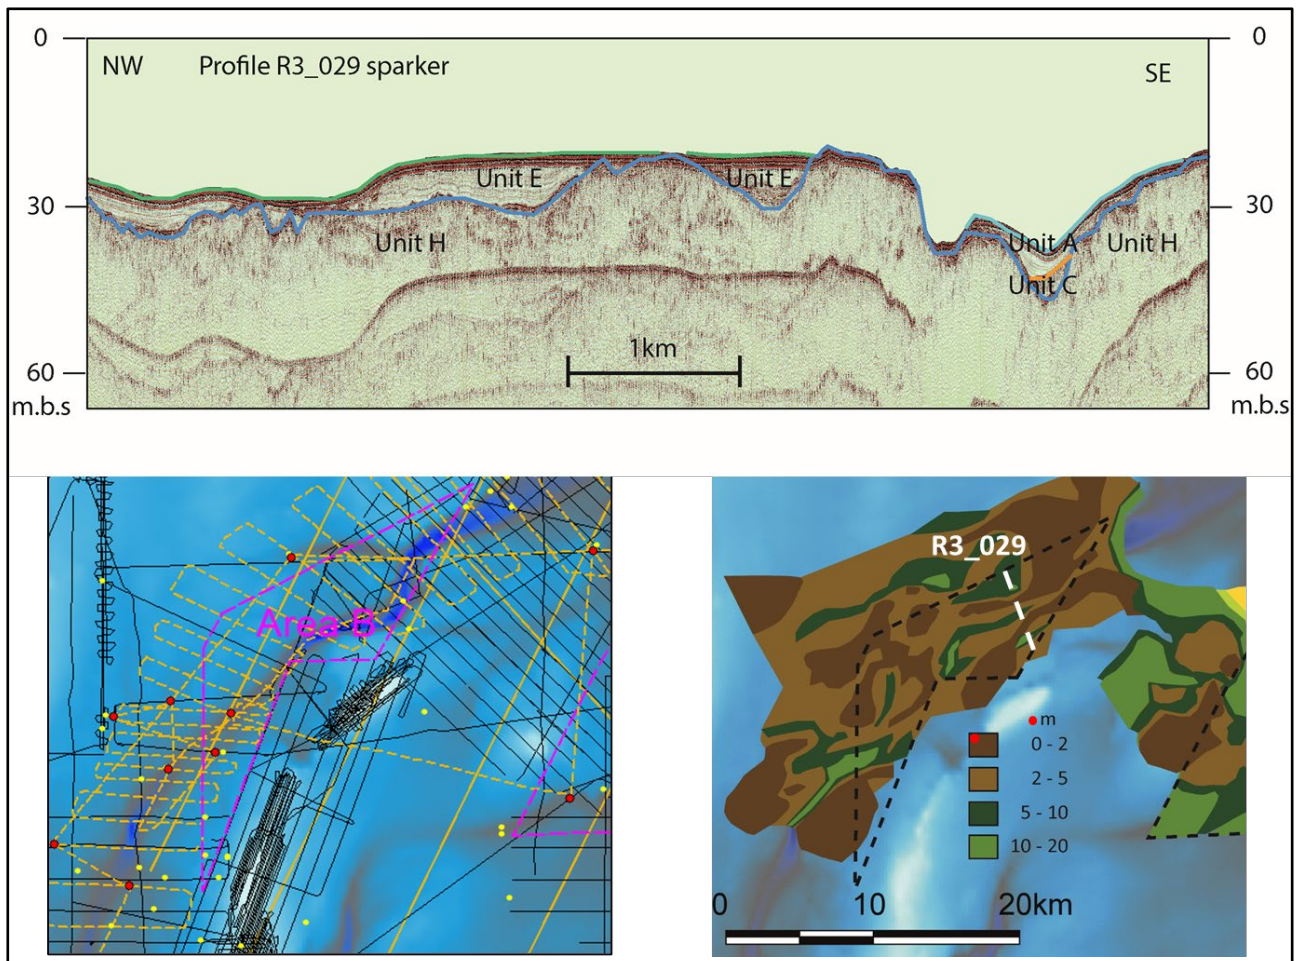 0
0
NW
Profile R3_029 sparker
SE
Unit E
Unit E
30
30
Unit H
Unit A
Unit H
Unit C
1km
60
60
m.b.s
m.b.s
Area B
R3_029
m
0 - 2
2 - 5
5 - 10
10 - 20
0
10
20km